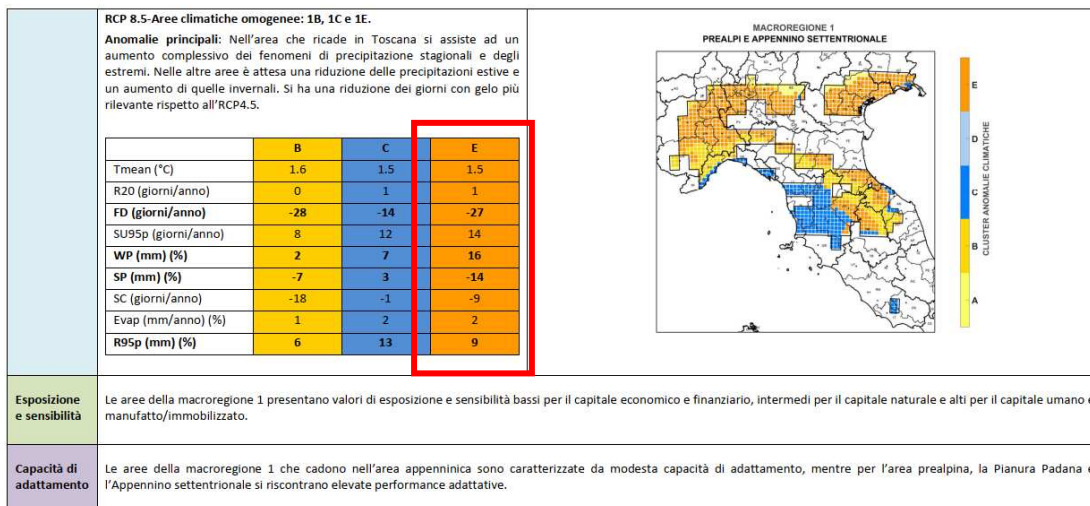 RCP 8.5-Aree climatiche omogenee: 1B, 1C e 1E.
Anomalie principali: Nell'area che ricade in Toscana si assiste ad un
aumento complessivo dei fenomeni di precipitazione stagionali e degli
estremi. Nelle altre aree è attesa una riduzione delle precipitazioni estive e
un aumento di quelle invernali. Si ha una riduzione dei giorni con gelo più
rilevante rispetto all'RCP4.5.
B C E
Tmean (°C) 1.6 1.5 1.5
R20 (giorni/anno) 0 1 1
FD (giorni/anno) -28 -14 -27
SU95p (giorni/anno) 8 12 14
WP (mm) (%) 2 7 16
SP (mm) (%) -7 3 -14
SC (giorni/anno) -18 -1 -9
Evap (mm/anno) (%) 1 2 2
R95p (mm) (%) 6 13 9
MACROREGIONE 1
PREALPI E APPENNINO SETTENTRIONALE
E
D
C
B
A
CLUSTER ANOMALIE CLIMATICHE
Esposizione
e sensibilità
Le aree della macroregione 1 presentano valori di esposizione e sensibilità bassi per il capitale economico e finanziario, intermedi per il capitale naturale e alti per il capitale umano e
manufatto/immobilizzato.
Capacità di
adattamento
Le aree della macroregione 1 che cadono nell'area appenninica sono caratterizzate da modesta capacità di adattamento, mentre per l'area prealpina, la Pianura Padana e
l'Appennino settentrionale si riscontrano elevate performance adattative.